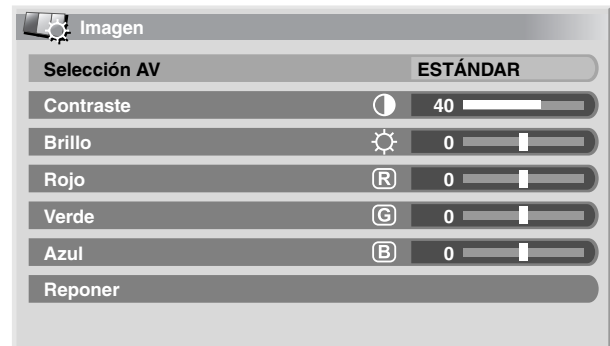 Imagen
Selección AV ESTÁNDAR
Contraste 40
Brillo 0
Rojo R 0
Verde G 0
Azul B 0
Reponer